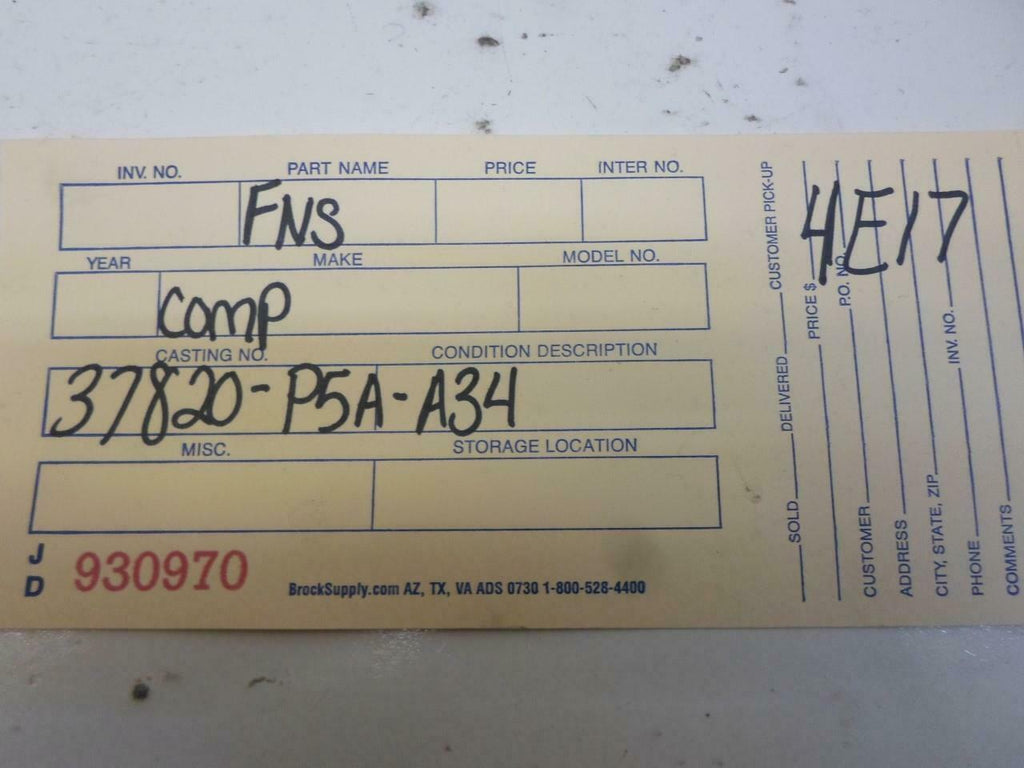 INV. NO. PART NAME PRICE INTER NO.
FNS
YEAR MAKE MODEL NO.
comp
CASTING NO. CONDITION DESCRIPTION
37820-P5A-A34
MISC. STORAGE LOCATION
J D 930970 BrockSupply.com AZ, TX, VA ADS 0730 1-800-528-4400
4E17
SOLD DELIVERED CUSTOMER PICK-UP
PRICE $
P.O. NO.
CUSTOMER
ADDRESS
CITY, STATE, ZIP
PHONE INV. NO.
COMMENTS